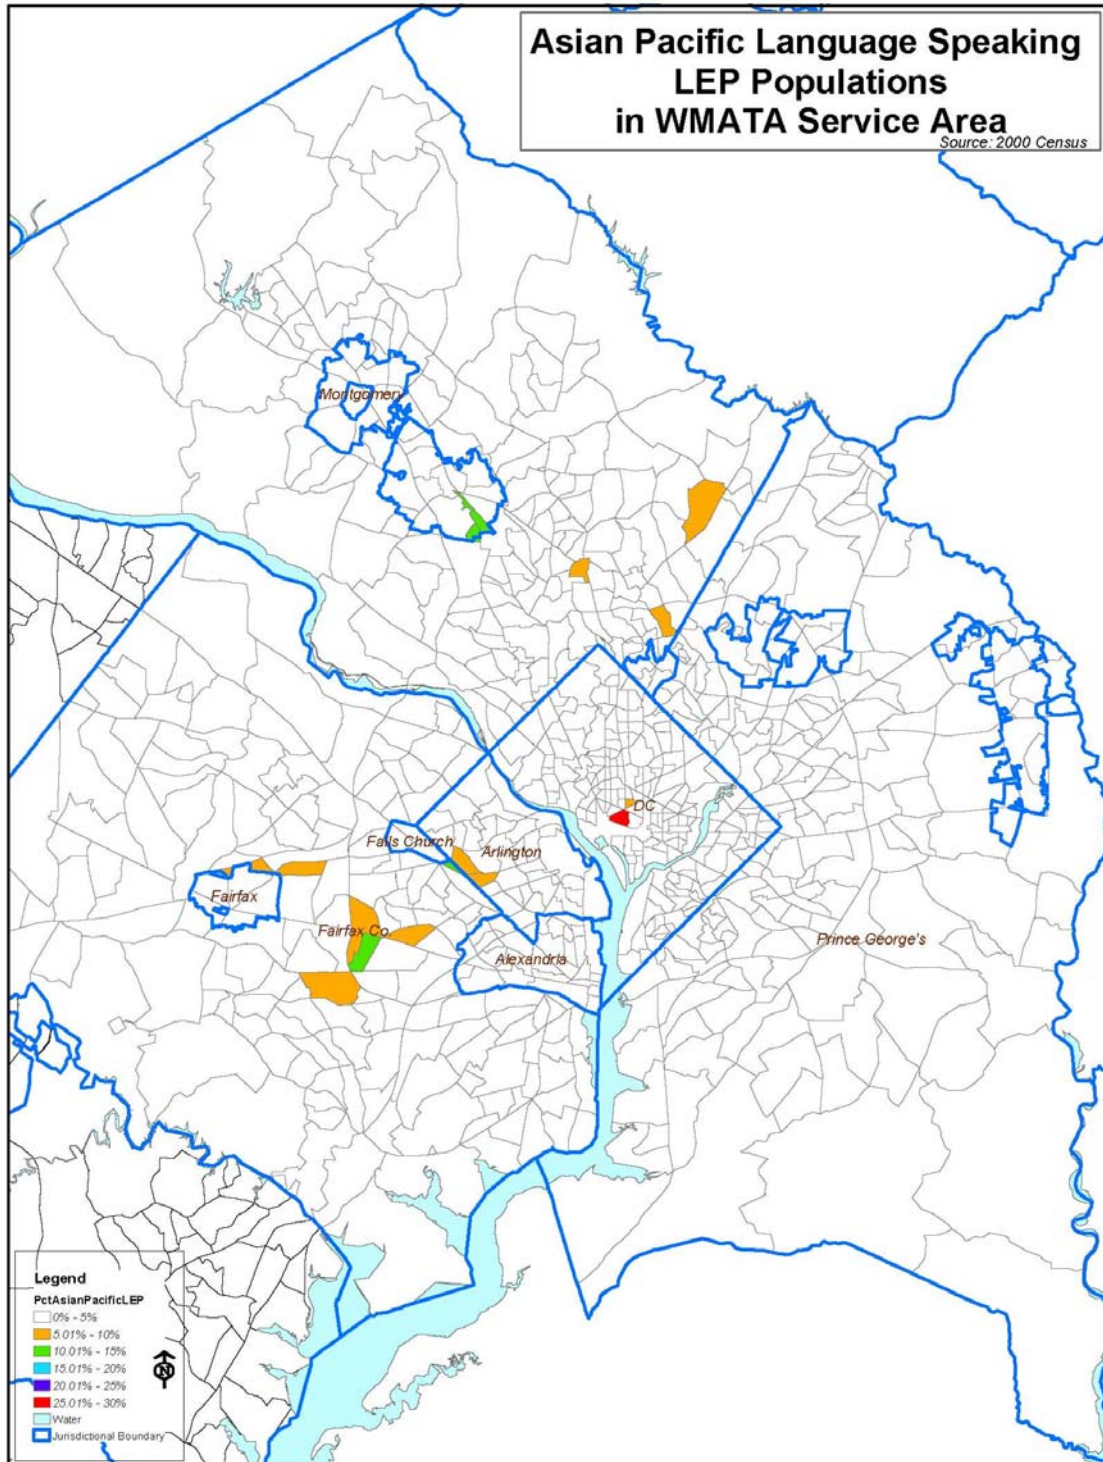 Asian Pacific Language Speaking
LEP Populations
in WMATA Service Area
Source: 2000 Census
Montgomery
DC
Falls Church
Arlington
Fairfax
Fairfax Co
Alexandria
Prince George's
Legend
PctAsianPacificLEP
0% - 5%
5.01% - 10%
10.01% - 15%
15.01% - 20%
20.01% - 25%
25.01% - 30%
Water
Jurisdictional Boundary
N